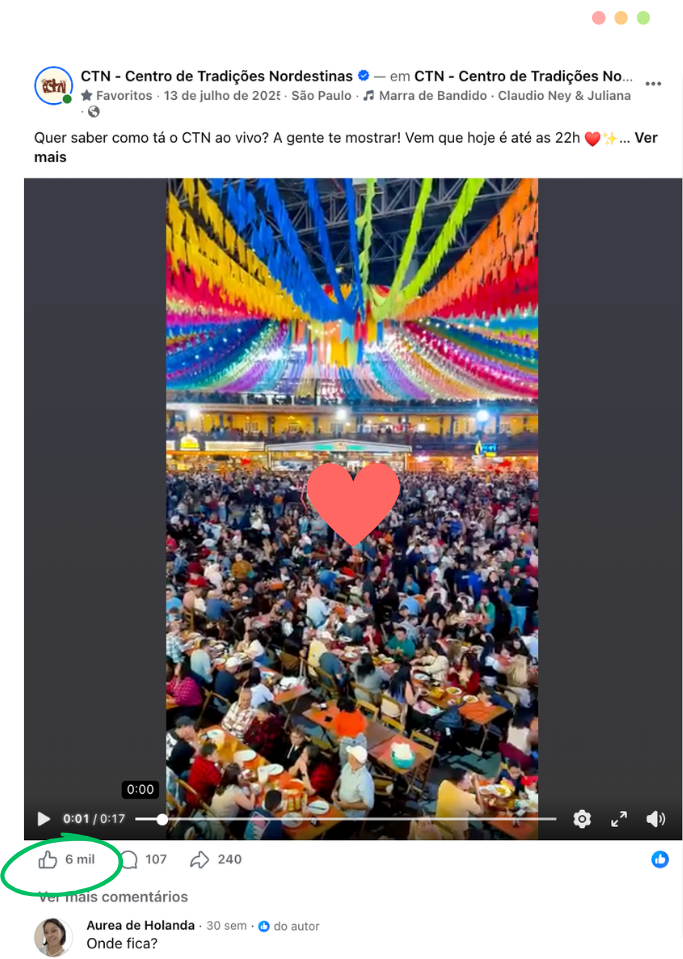 CTN - Centro de Tradições Nordestinas — em CTN - Centro de Tradições No...
Favoritos · 13 de julho de 2025 · São Paulo · Marra de Bandido · Claudio Ney & Juliana
·
Quer saber como tá o CTN ao vivo? A gente te mostrar! Vem que hoje é até as 22h ❤️✨... Ver
mais
0:00
0:01 / 0:17
6 mil 107 240
Ver mais comentários
Aurea de Holanda · 30 sem · do autor
Onde fica?